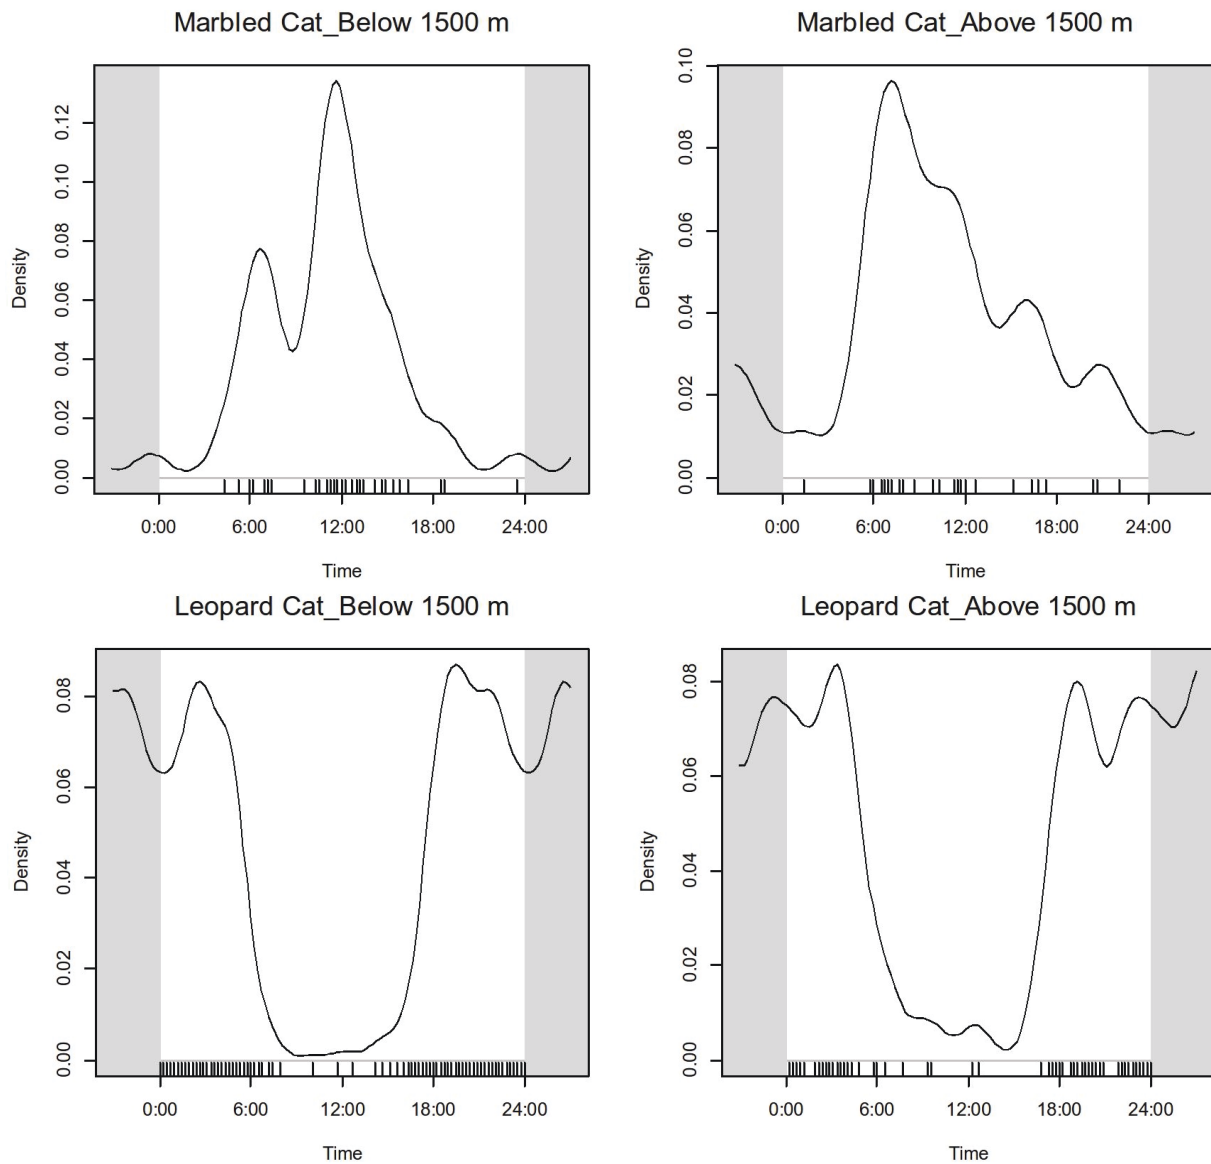 Marbled Cat_Below 1500 m
Density
0.00 0.02 0.04 0.06 0.08 0.10 0.12
0:00 6:00 12:00 18:00 24:00
Time
Marbled Cat_Above 1500 m
Density
0.00 0.02 0.04 0.06 0.08 0.10
0:00 6:00 12:00 18:00 24:00
Time
Leopard Cat_Below 1500 m
Density
0.00 0.02 0.04 0.06 0.08
0:00 6:00 12:00 18:00 24:00
Time
Leopard Cat_Above 1500 m
Density
0.00 0.02 0.04 0.06 0.08
0:00 6:00 12:00 18:00 24:00
Time